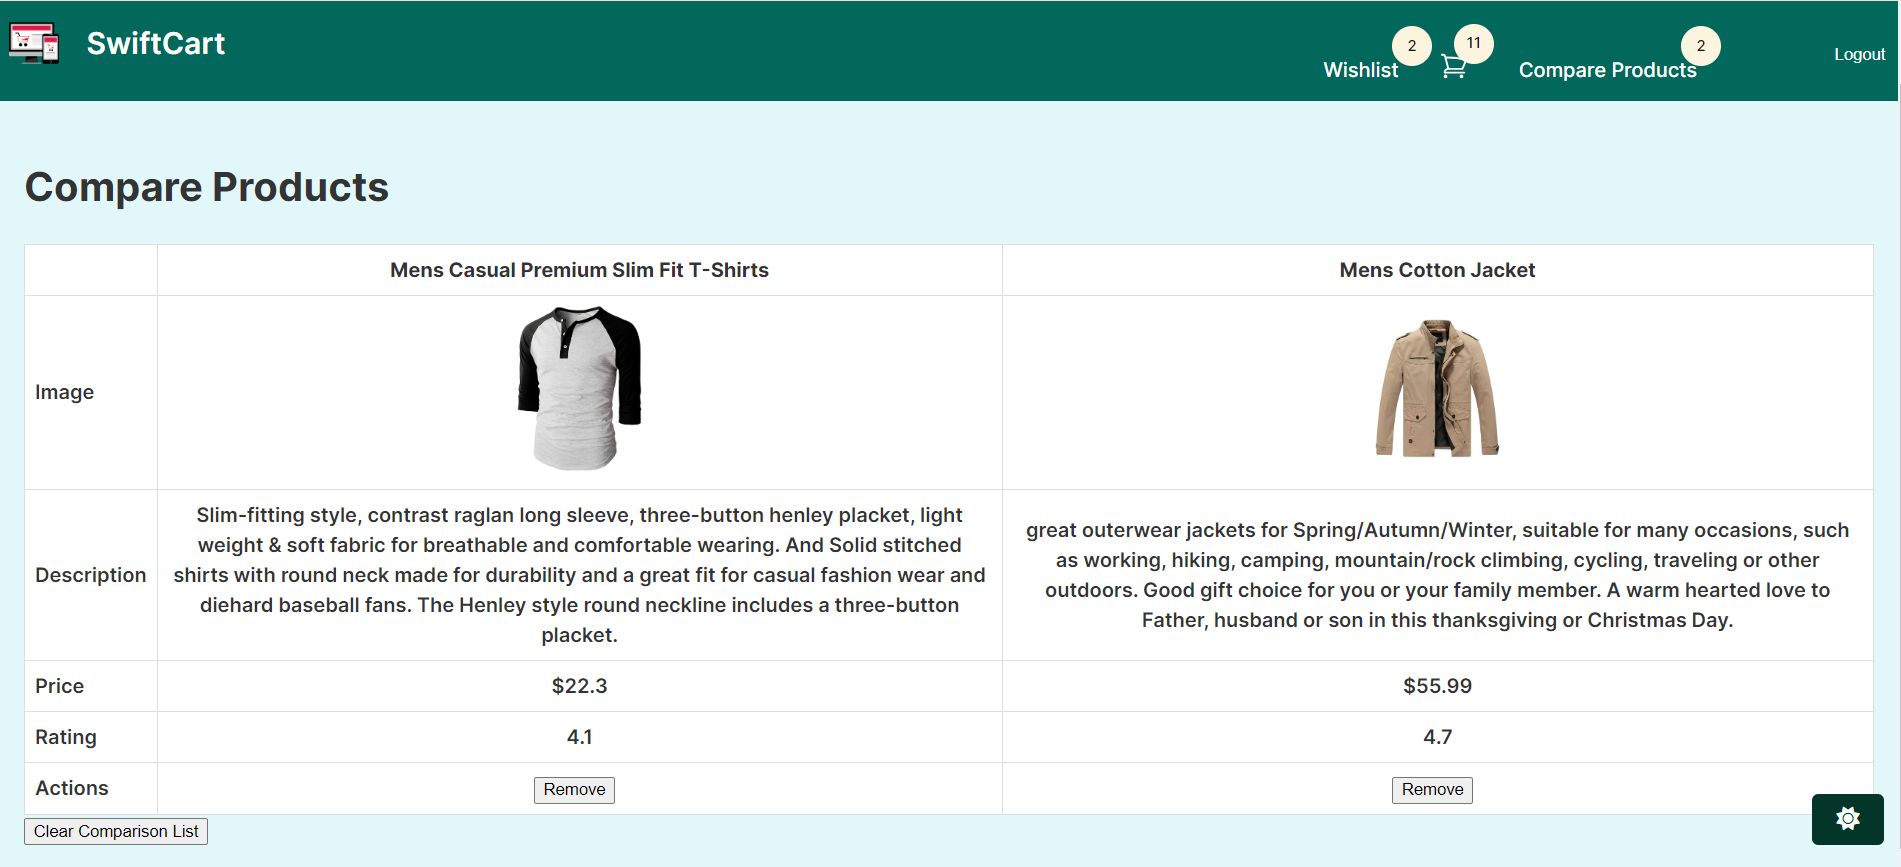 SwiftCart
Wishlist
2
11
Compare Products
2
Logout
Compare Products
Mens Casual Premium Slim Fit T-Shirts
Mens Cotton Jacket
Image
Description
Slim-fitting style, contrast raglan long sleeve, three-button henley placket, light
weight & soft fabric for breathable and comfortable wearing. And Solid stitched
shirts with round neck made for durability and a great fit for casual fashion wear and
diehard baseball fans. The Henley style round neckline includes a three-button
placket.
great outerwear jackets for Spring/Autumn/Winter, suitable for many occasions, such
as working, hiking, camping, mountain/rock climbing, cycling, traveling or other
outdoors. Good gift choice for you or your family member. A warm hearted love to
Father, husband or son in this thanksgiving or Christmas Day.
Price
$22.3
$55.99
Rating
4.1
4.7
Actions
Remove
Remove
Clear Comparison List